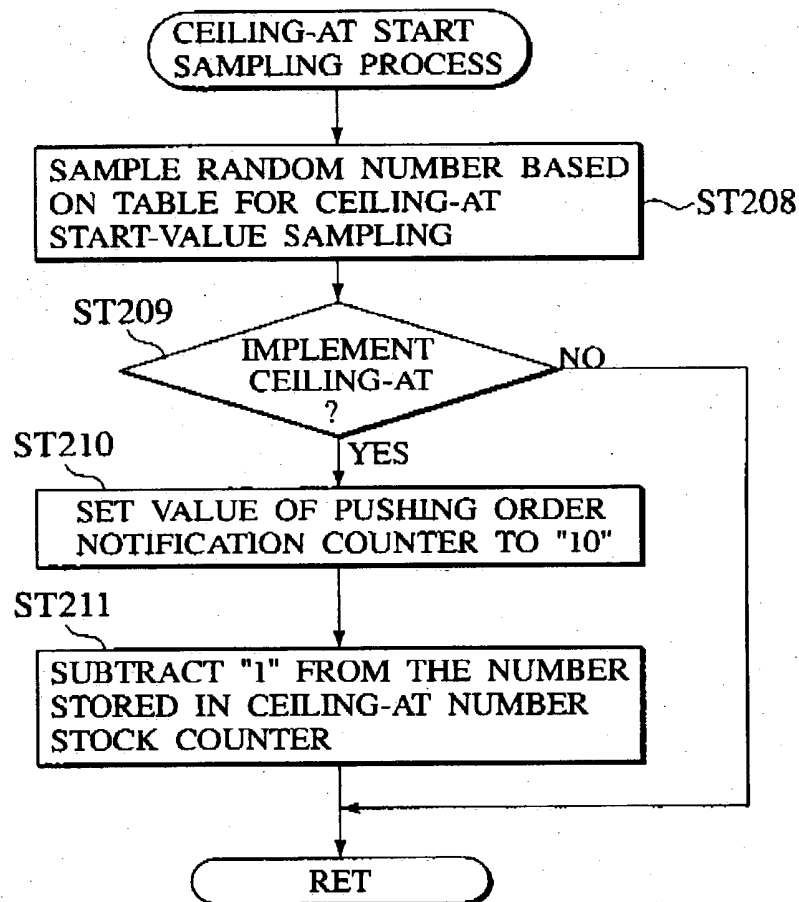 CEILING-AT START
SAMPLING PROCESS
SAMPLE RANDOM NUMBER BASED
ON TABLE FOR CEILING-AT
START-VALUE SAMPLING
ST208
ST209
IMPLEMENT
CEILING-AT
?
NO
YES
ST210
SET VALUE OF PUSHING ORDER
NOTIFICATION COUNTER TO "10"
ST211
SUBTRACT "1" FROM THE NUMBER
STORED IN CEILING-AT NUMBER
STOCK COUNTER
RET